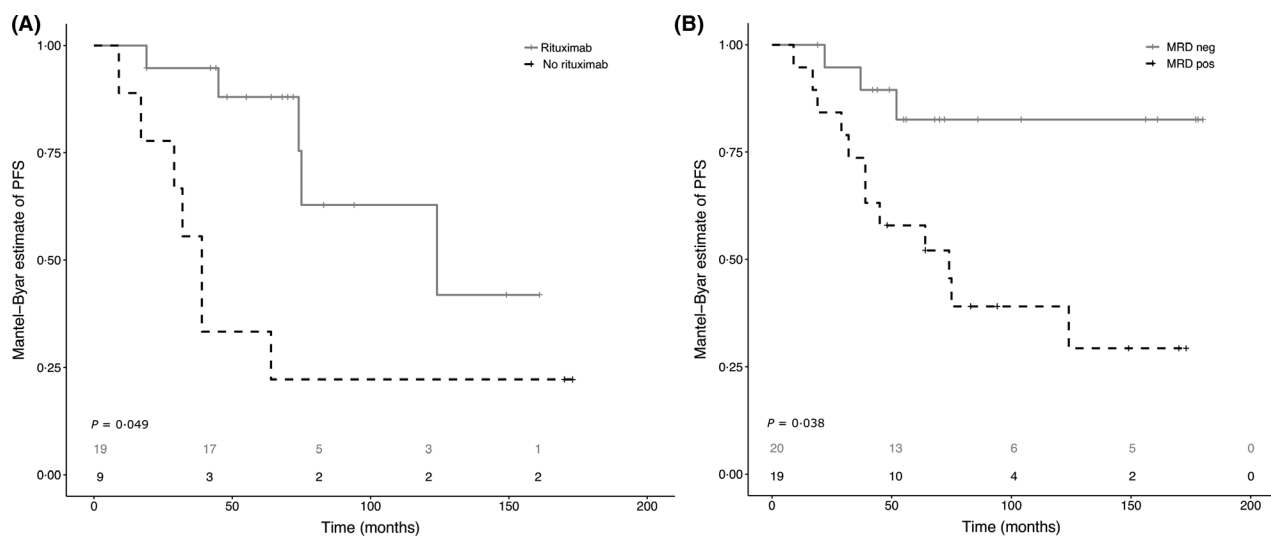 (A)
Mantel–Byar estimate of PFS
1·00
0·75
0·50
0·25
0·00
Rituximab
No rituximab
P = 0·049
19 17 5 3 1
9 3 2 2 2
0 50 100 150 200
Time (months)
(B)
Mantel–Byar estimate of PFS
1·00
0·75
0·50
0·25
0·00
MRD neg
MRD pos
P = 0·038
20 13 6 5 0
19 10 4 2 0
0 50 100 150 200
Time (months)